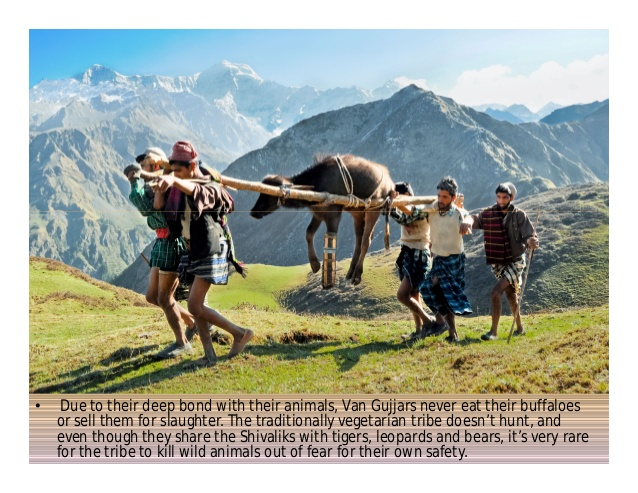 • Due to their deep bond with their animals, Van Gujjars never eat their buffaloes
or sell them for slaughter. The traditionally vegetarian tribe doesn't hunt, and
even though they share the Shivaliks with tigers, leopards and bears, it's very rare
for the tribe to kill wild animals out of fear for their own safety.